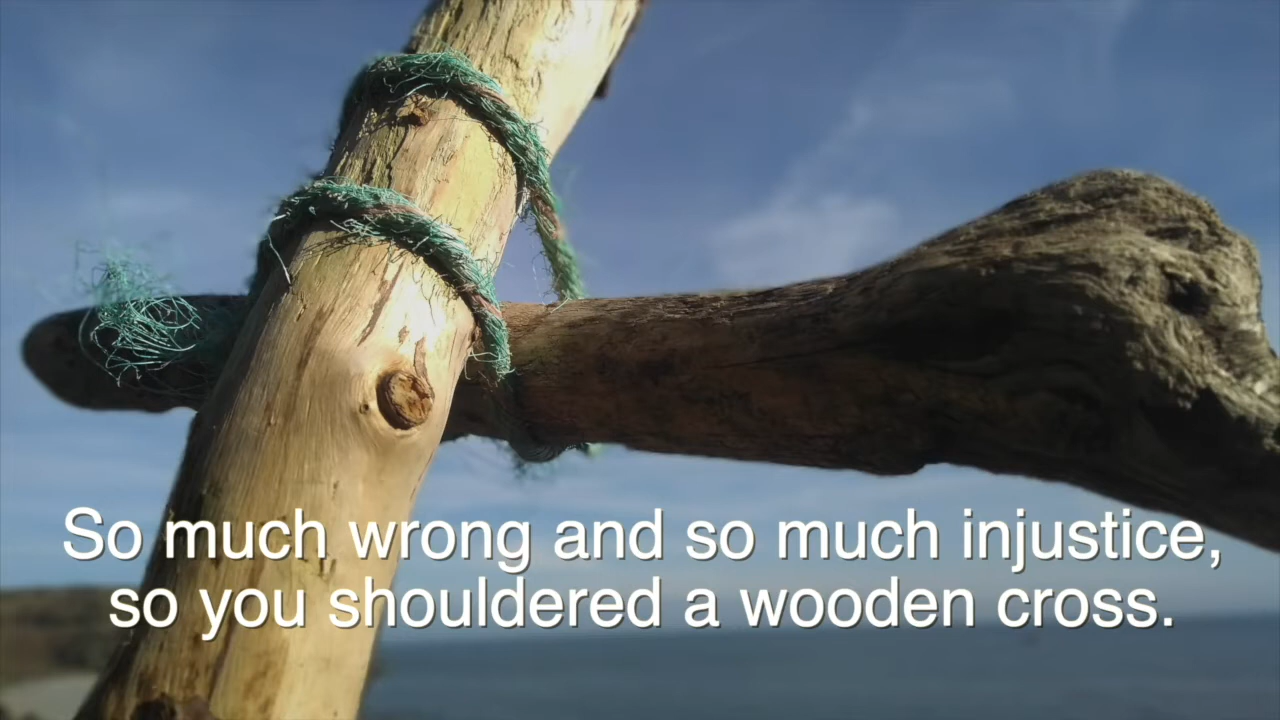 So much wrong and so much injustice,
so you shouldered a wooden cross.